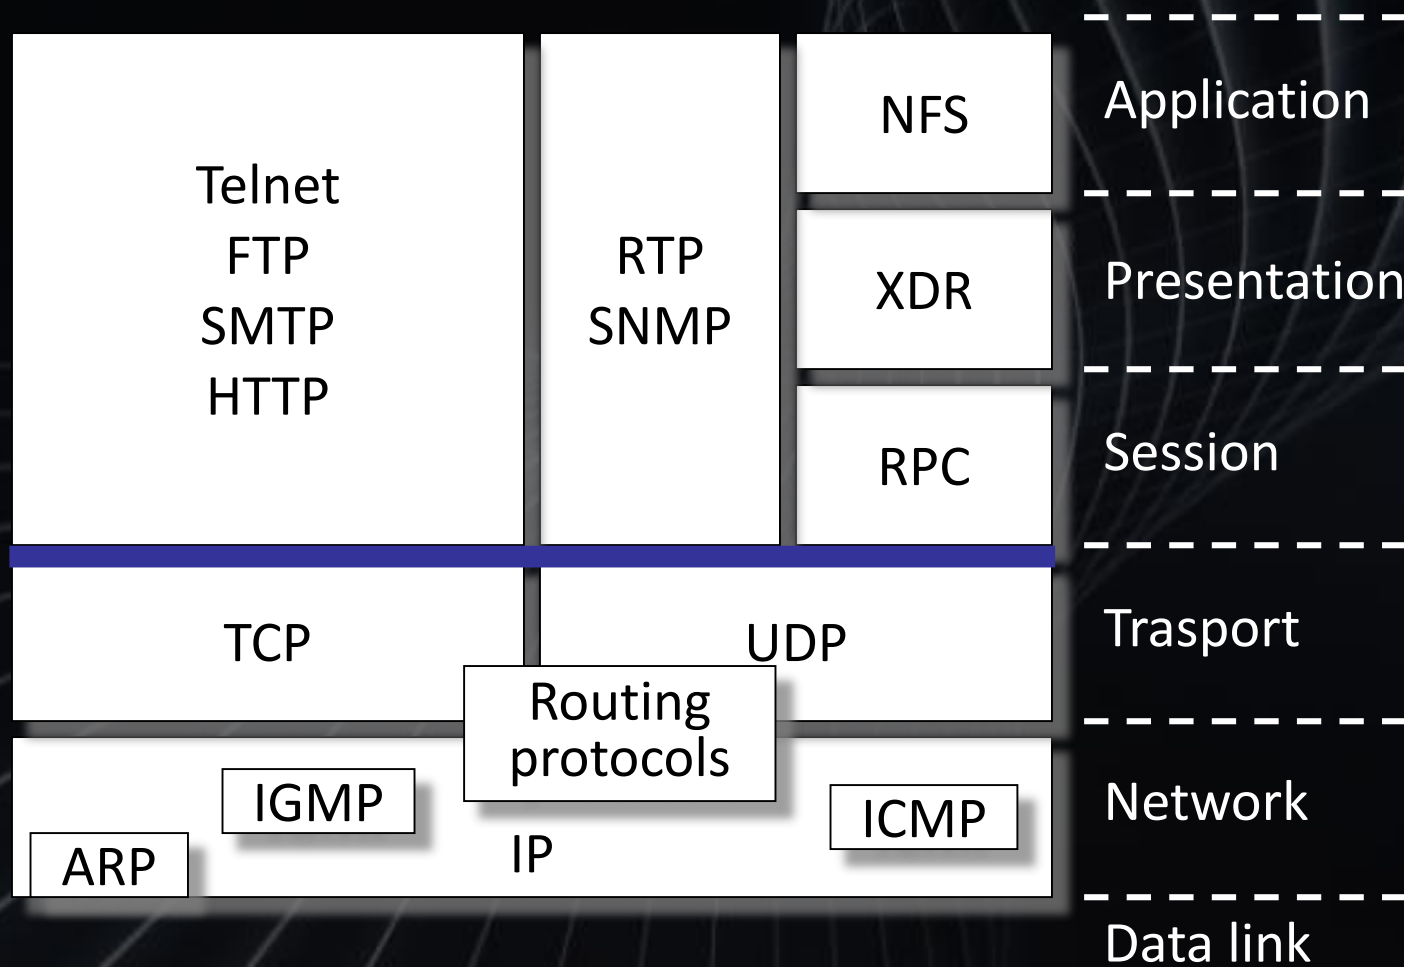 Telnet
FTP
SMTP
HTTP
RTP
SNMP
NFS
XDR
RPC
Application
Presentation
Session
TCP
UDP
Trasport
Routing
protocols
IGMP
ICMP
ARP
IP
Network
Data link